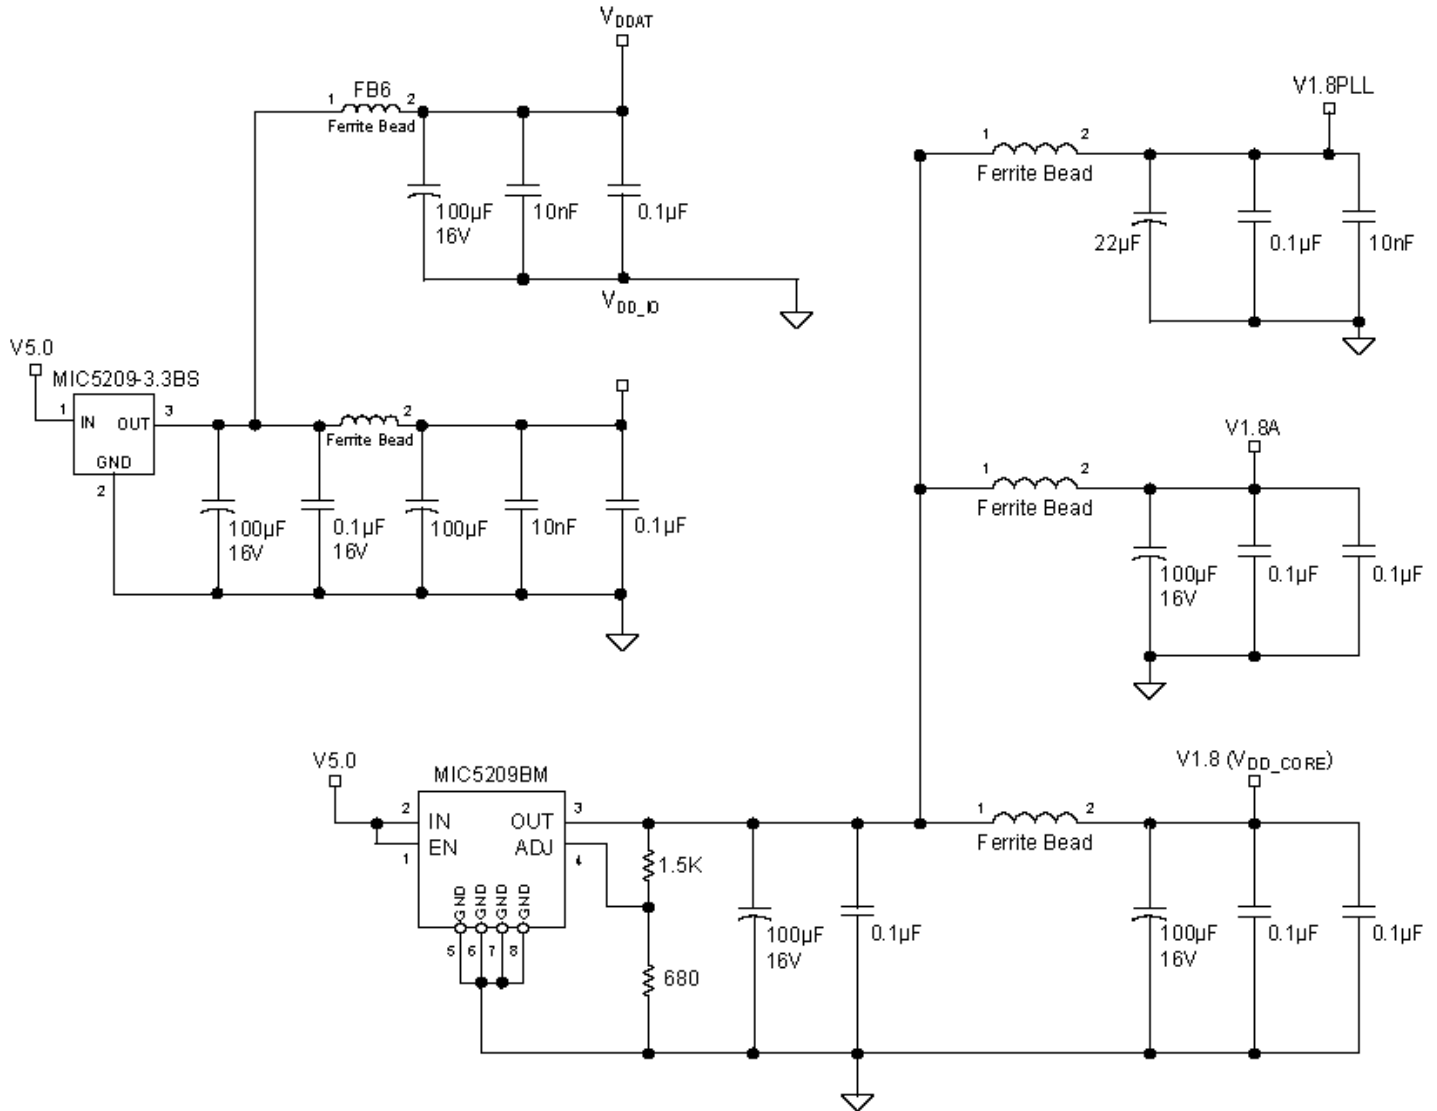 VDDAT
FB6
1 2
Ferrite Bead
100µF
16V
10nF
0.1µF
VDD_IO
V5.0
MIC5209-3.3BS
1
IN OUT
3
GND
2
2
Ferrite Bead
100µF
16V
0.1µF
16V
100µF
10nF
0.1µF
V1.8PLL
1 2
Ferrite Bead
22µF
0.1µF
10nF
V1.8A
1 2
Ferrite Bead
100µF
16V
0.1µF
0.1µF
V5.0
MIC5209BM
2
IN OUT
3
1
EN ADJ
4
GND GND GND GND
5 6 7 8
1.5K
680
100µF
16V
0.1µF
V1.8 (VDD_CORE)
1 2
Ferrite Bead
100µF
16V
0.1µF
0.1µF